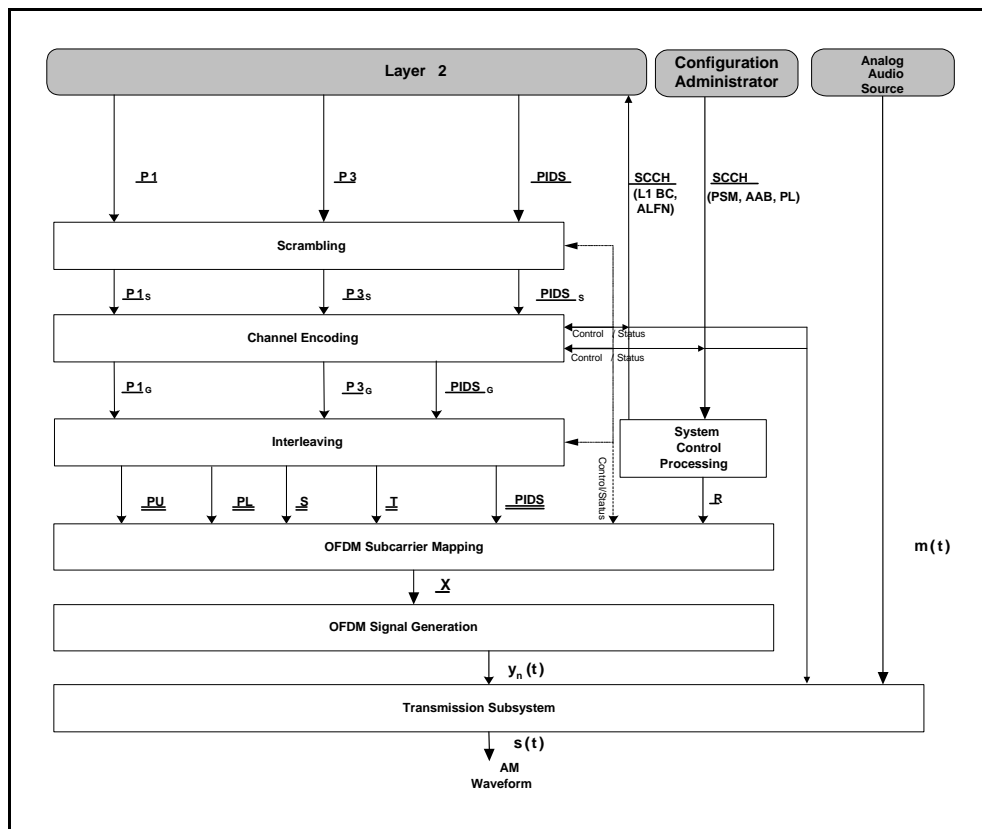 Layer 2
Configuration
Administrator
Analog
Audio
Source
P1
P3
PIDS
SCCH
(L1 BC,
ALFN)
SCCH
(PSM, AAB, PL)
Scrambling
P1S
P3S
PIDS S
Control / Status
Channel Encoding
Control / Status
P1G
P3G
PIDS G
Interleaving
System
Control
Processing
Control/Status
PU
PL
S
T
PIDS
R
OFDM Subcarrier Mapping
m(t)
X
OFDM Signal Generation
yn(t)
Transmission Subsystem
s(t)
AM
Waveform